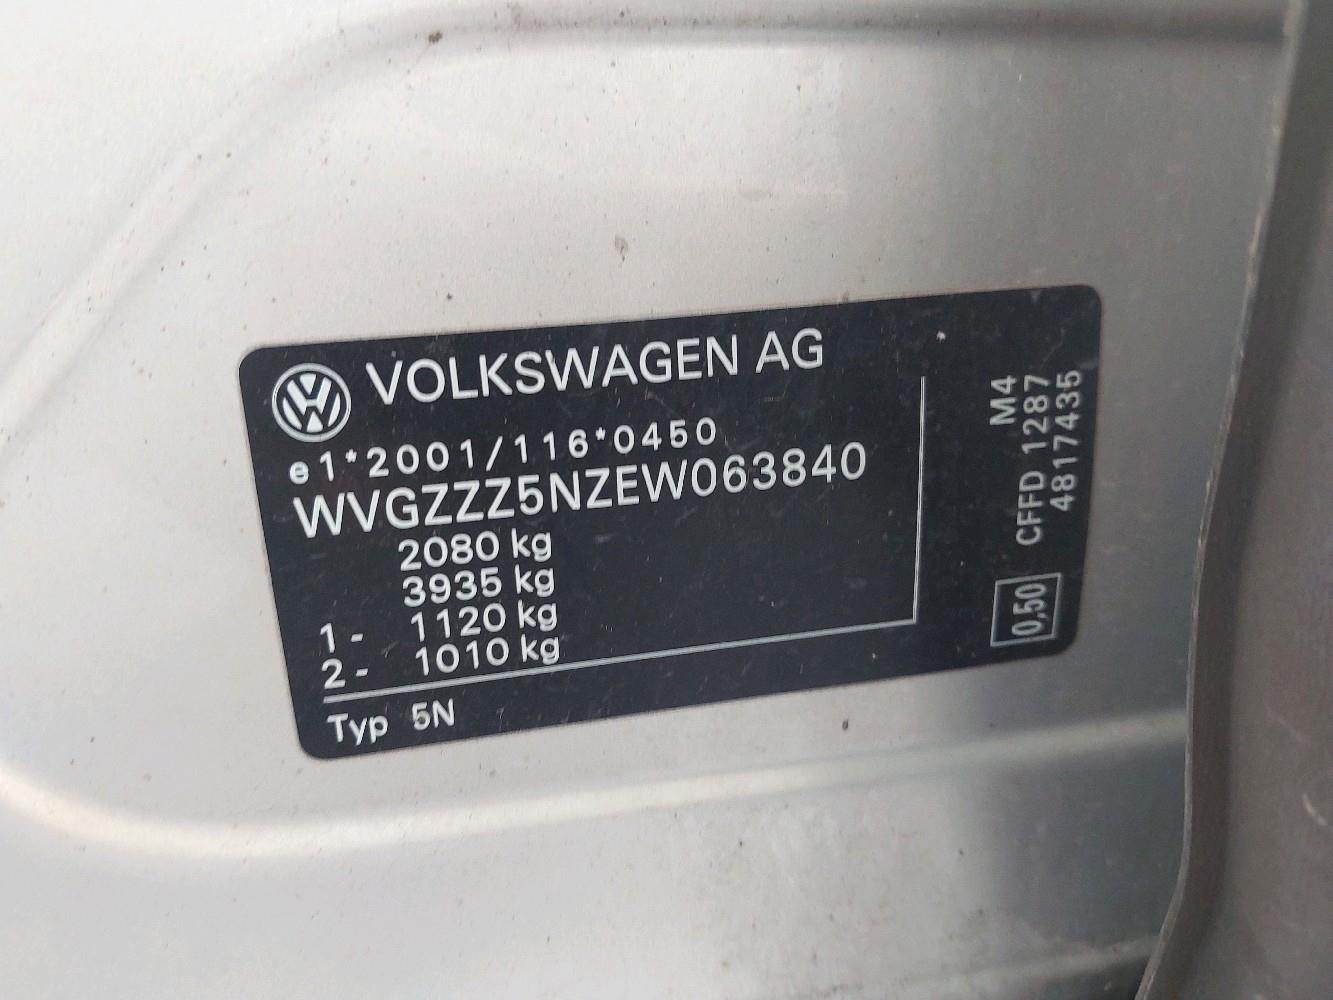 VOLKSWAGEN AG
e1*2001/116*0450
WVGZZZ5NZEW063840
2080 kg
3935 kg
1 - 1120 kg
2 - 1010 kg
Typ 5N
M4
CFFD 1287
4817435
0,50